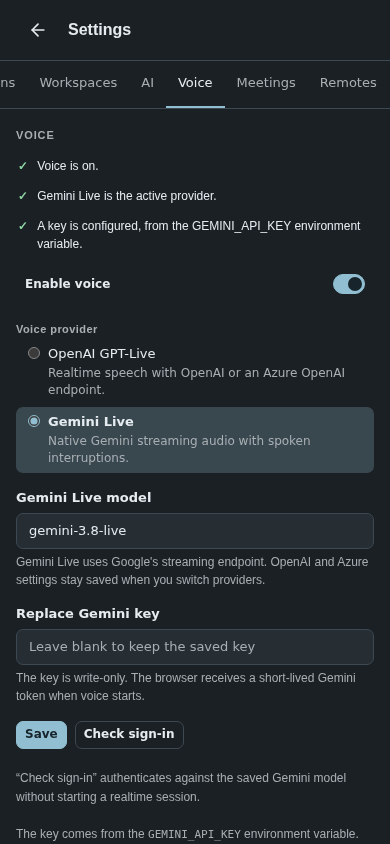 Settings
ns Workspaces AI Voice Meetings Remotes
VOICE
✓ Voice is on.
✓ Gemini Live is the active provider.
✓ A key is configured, from the GEMINI_API_KEY environment
variable.
Enable voice
Voice provider
OpenAI GPT-Live
Realtime speech with OpenAI or an Azure OpenAI
endpoint.
Gemini Live
Native Gemini streaming audio with spoken
interruptions.
Gemini Live model
gemini-3.8-live
Gemini Live uses Google's streaming endpoint. OpenAI and Azure
settings stay saved when you switch providers.
Replace Gemini key
Leave blank to keep the saved key
The key is write-only. The browser receives a short-lived Gemini
token when voice starts.
Save Check sign-in
“Check sign-in” authenticates against the saved Gemini model
without starting a realtime session.
The key comes from the GEMINI_API_KEY environment variable.